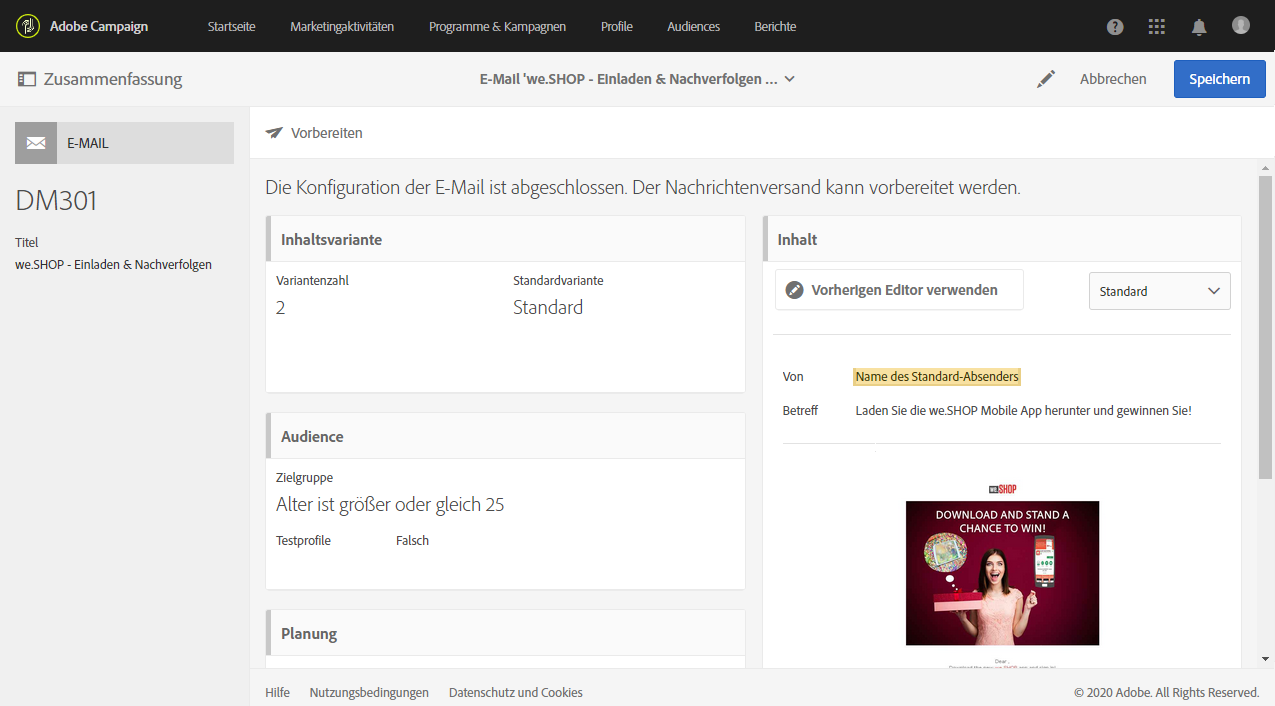 Adobe Campaign Startseite Marketingaktivitäten Programme & Kampagnen Profile Audiences Berichte
Zusammenfassung
E-Mail 'we.SHOP - Einladen & Nachverfolgen ...
Abbrechen
Speichern
E-MAIL
DM301
Titel
we.SHOP - Einladen & Nachverfolgen
Vorbereiten
Die Konfiguration der E-Mail ist abgeschlossen. Der Nachrichtenversand kann vorbereitet werden.
Inhaltsvariante
Variantenzahl Standardvariante
2 Standard
Audience
Zielgruppe
Alter ist größer oder gleich 25
Testprofile Falsch
Planung
Inhalt
Vorherigen Editor verwenden
Standard
Von Name des Standard-Absenders
Betreff Laden Sie die we.SHOP Mobile App herunter und gewinnen Sie!
WE.SHOP
DOWNLOAD AND STAND A
CHANCE TO WIN!
Dear ,
Hilfe Nutzungsbedingungen Datenschutz und Cookies
© 2020 Adobe. All Rights Reserved.